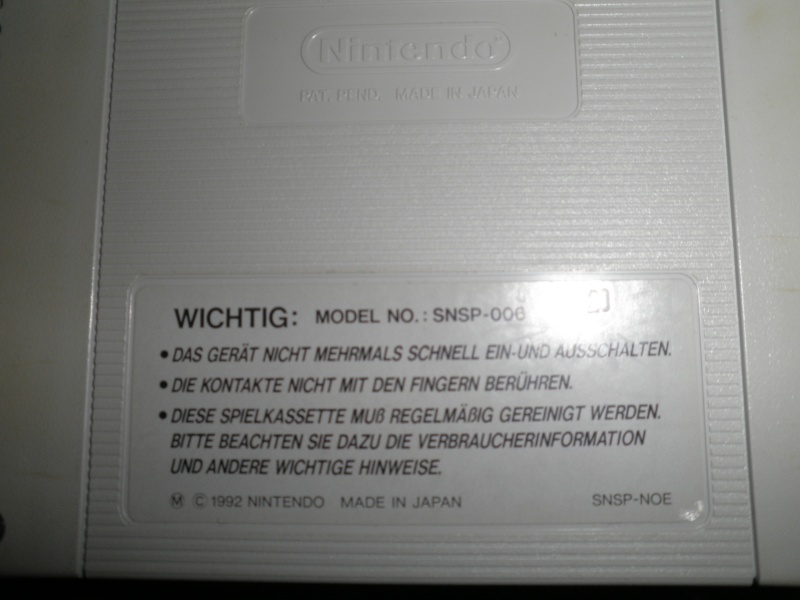 Nintendo
PAT. PEND. MADE IN JAPAN
WICHTIG: MODEL NO.: SNSP-006
• DAS GERÄT NICHT MEHRMALS SCHNELL EIN-UND AUSSCHALTEN.
• DIE KONTAKTE NICHT MIT DEN FINGERN BERÜHREN.
• DIESE SPIELKASSETTE MUß REGELMÄßIG GEREINIGT WERDEN.
BITTE BEACHTEN SIE DAZU DIE VERBRAUCHERINFORMATION
UND ANDERE WICHTIGE HINWEISE.
Ⓜ © 1992 NINTENDO MADE IN JAPAN SNSP-NOE